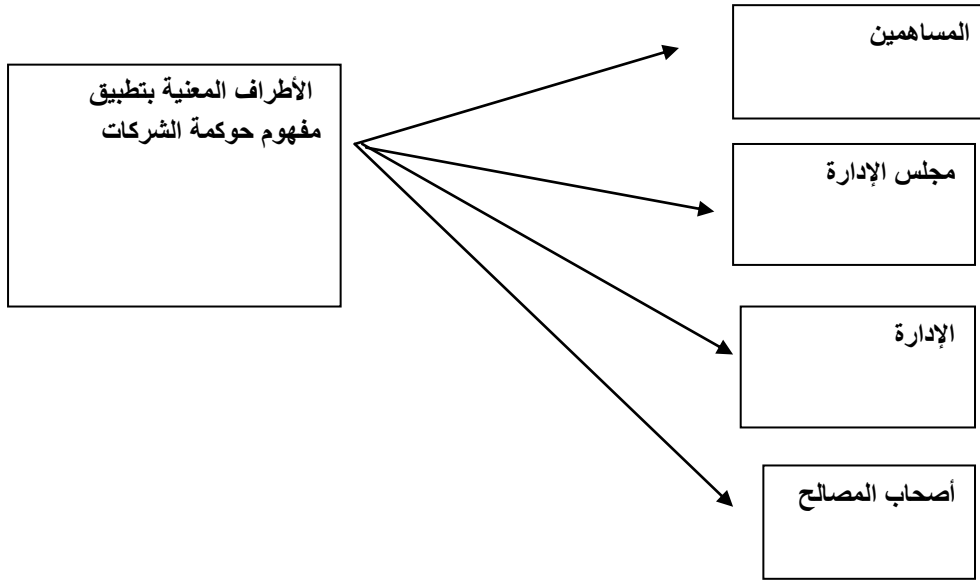 الأطراف المعنية بتطبيق
مفهوم حوكمة الشركات
المساهمين
مجلس الإدارة
الإدارة
أصحاب المصالح